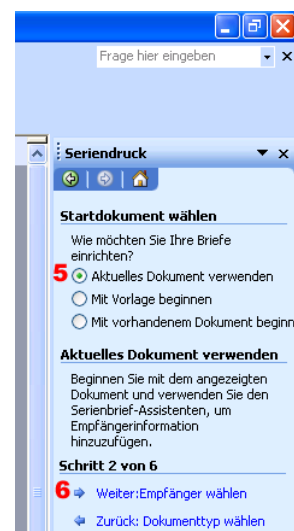 Frage hier eingeben
Seriendruck
Startdokument wählen
Wie möchten Sie Ihre Briefe
einrichten?
5 Aktuelles Dokument verwenden
Mit Vorlage beginnen
Mit vorhandenem Dokument beginn
Aktuelles Dokument verwenden
Beginnen Sie mit dem angezeigten
Dokument und verwenden Sie den
Serienbrief-Assistenten, um
Empfängerinformation
hinzuzufügen.
Schritt 2 von 6
6 Weiter:Empfänger wählen
Zurück: Dokumenttyp wählen